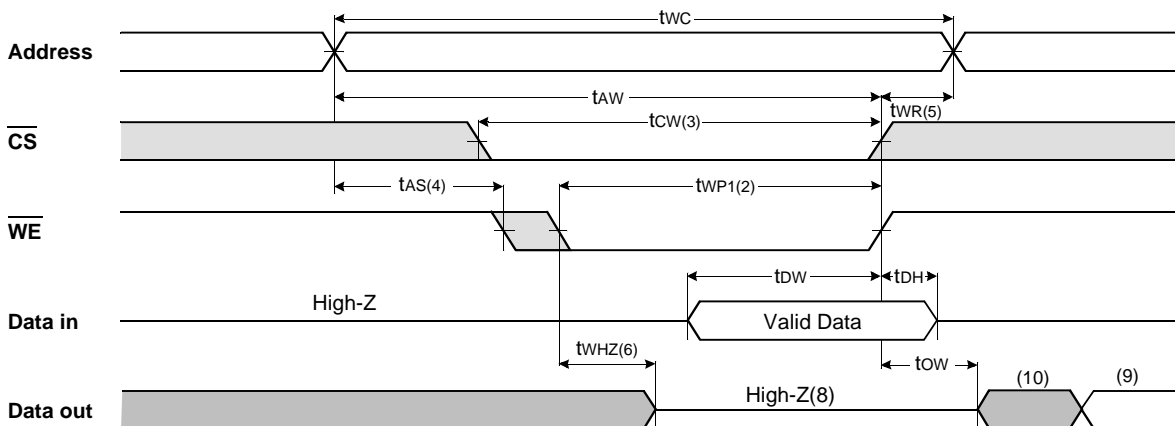 tWC
Address
tAW
tWR(5)
tCW(3)
CS
tAS(4)
tWP1(2)
WE
tDW
tDH
High-Z
Data in
Valid Data
tWHZ(6)
tOW
(10)
(9)
High-Z(8)
Data out